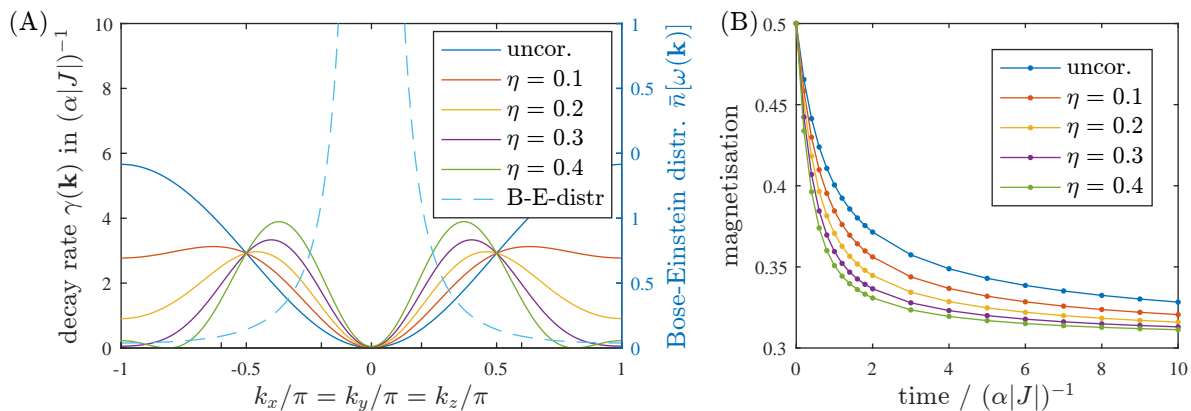 (A)
decay rate γ(𝐤) in (α|J|)⁻¹
10
8
6
4
2
0
-1
-0.5
0
0.5
1
k_x/π = k_y/π = k_z/π
uncor.
η = 0.1
η = 0.2
η = 0.3
η = 0.4
B-E-distr
1
0.5
0
1
0.5
0
Bose-Einstein distr. n̄[ω(𝐤)]
(B)
magnetisation
0.5
0.45
0.4
0.35
0.3
0
2
4
6
8
10
time / (α|J|)⁻¹
uncor.
η = 0.1
η = 0.2
η = 0.3
η = 0.4